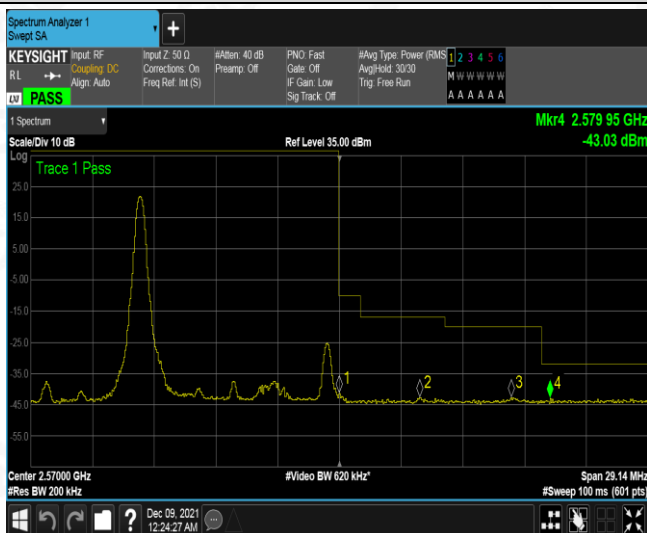 Spectrum Analyzer 1
Swept SA
+
KEYSIGHT Input: RF Input Z: 50 Ω #Atten: 40 dB PNO: Fast #Avg Type: Power (RMS 1 2 3 4 5 6
RL Coupling: DC Corrections: On Preamp: Off Gate: Off Avg|Hold: 30/30 M W W W W W
Align: Auto Freq Ref: Int (S) IF Gain: Low Trig: Free Run
LXI PASS Sig Track: Off A A A A A A
1 Spectrum Mkr4 2.579 95 GHz
Scale/Div 10 dB Ref Level 35.00 dBm -43.03 dBm
Log
Trace 1 Pass
25.0
15.0
5.00
-5.00
-15.0
-25.0
-35.0
1 2 3 4
-45.0
-55.0
Center 2.57000 GHz #Video BW 620 kHz* Span 29.14 MHz
#Res BW 200 kHz #Sweep 100 ms (601 pts)
? Dec 09, 2021
12:24:27 AM